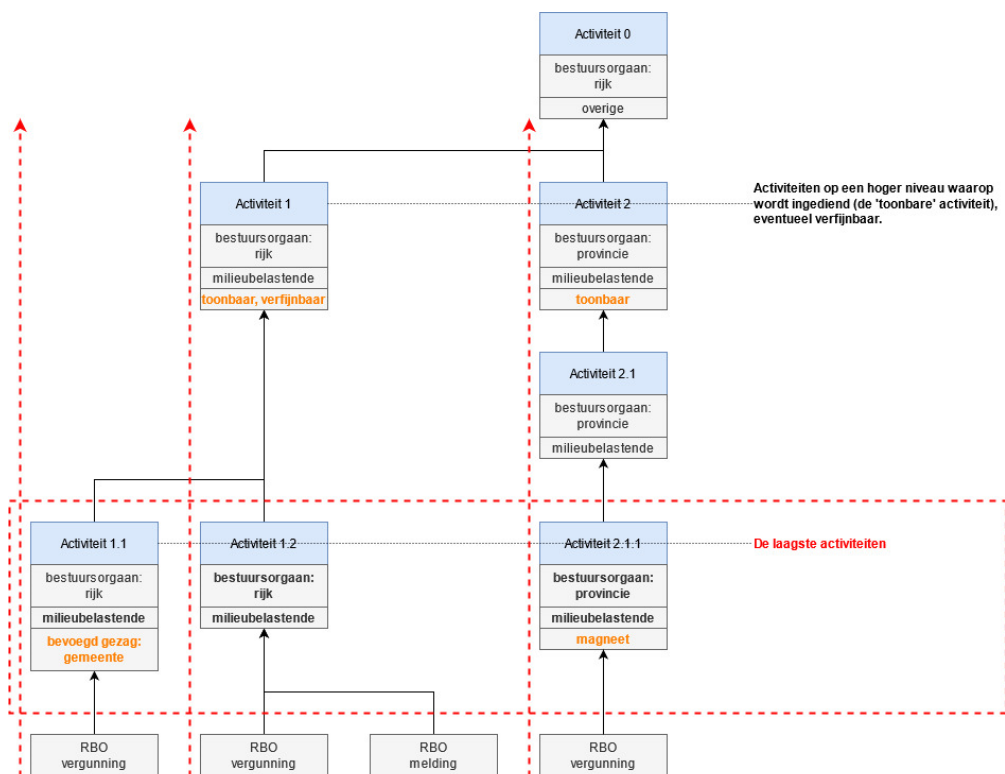 Activiteit 0
bestuursorgaan:
rijk
overige
Activiteit 1
bestuursorgaan:
rijk
milieubelastende
toonbaar, verfijnbaar
Activiteit 2
bestuursorgaan:
provincie
milieubelastende
toonbaar
Activiteiten op een hoger niveau waarop
wordt ingediend (de 'toonbare' activiteit),
eventueel verfijnbaar.
Activiteit 2.1
bestuursorgaan:
provincie
milieubelastende
Activiteit 1.1
bestuursorgaan:
rijk
milieubelastende
bevoegd gezag:
gemeente
Activiteit 1.2
bestuursorgaan:
rijk
milieubelastende
Activiteit 2.1.1
bestuursorgaan:
provincie
milieubelastende
magneet
De laagste activiteiten
RBO
vergunning
RBO
vergunning
RBO
melding
RBO
vergunning